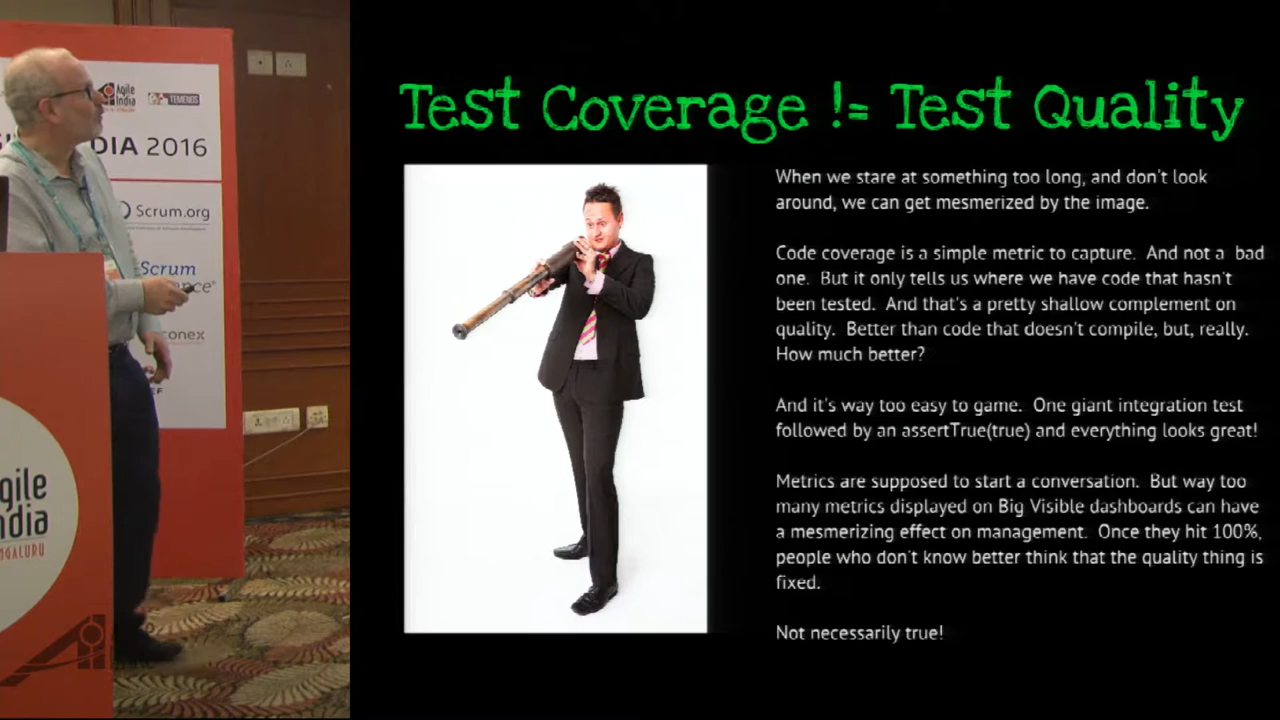 Agile
India
TEMENOS
DIA 2016
Scrum.org
Scrum
nce
onex
gile
ndia
NGALURU
Test Coverage != Test Quality
When we stare at something too long, and don't look
around, we can get mesmerized by the image.
Code coverage is a simple metric to capture. And not a bad
one. But it only tells us where we have code that hasn't
been tested. And that's a pretty shallow complement on
quality. Better than code that doesn't compile, but, really.
How much better?
And it's way too easy to game. One giant integration test
followed by an assertTrue(true) and everything looks great!
Metrics are supposed to start a conversation. But way too
many metrics displayed on Big Visible dashboards can have
a mesmerizing effect on management. Once they hit 100%,
people who don't know better think that the quality thing is
fixed.
Not necessarily true!